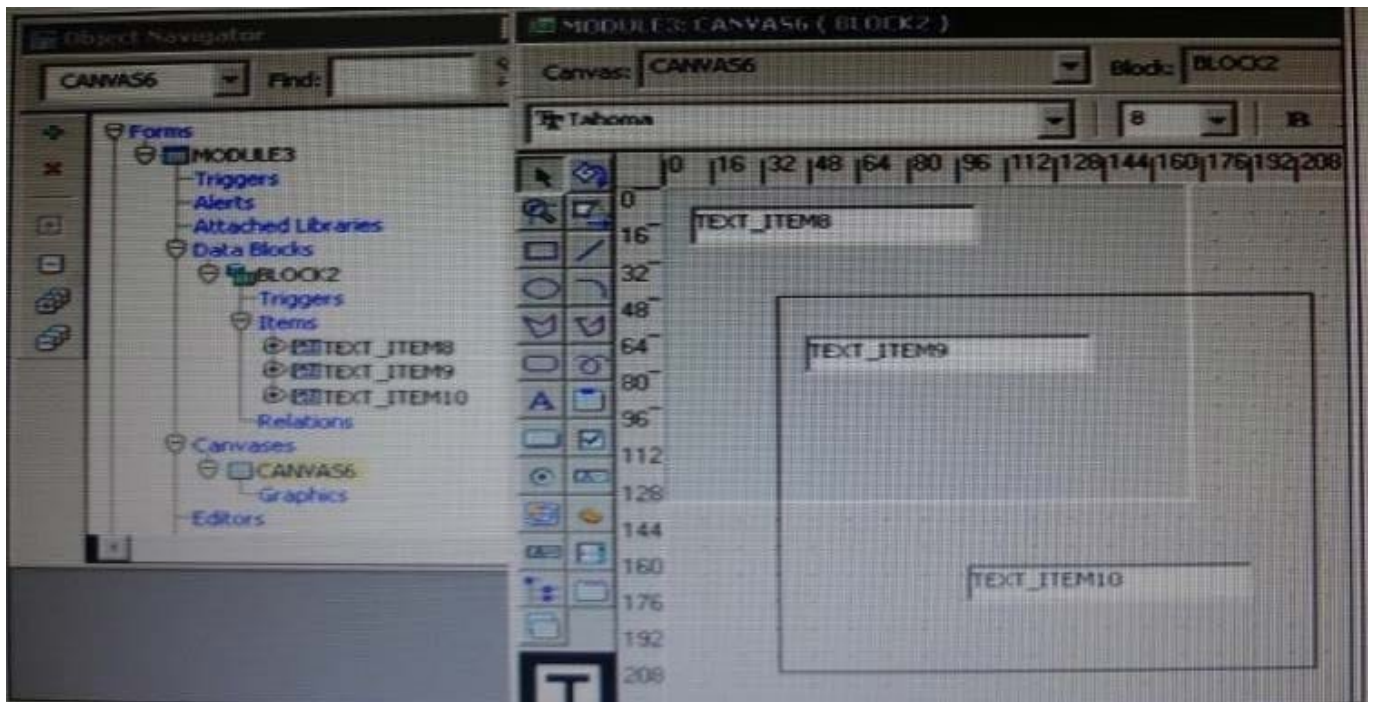 Object Navigator
CANVAS6 Find:
Forms
MODULE3
Triggers
Alerts
Attached Libraries
Data Blocks
BLOCK2
Triggers
Items
TEXT_ITEM8
TEXT_ITEM9
TEXT_ITEM10
Relations
Canvases
CANVAS6
Graphics
Editors
MODULE3: CANVAS6 ( BLOCK2 )
Canvas: CANVAS6 Block: BLOCK2
Tahoma 8 B
0 16 32 48 64 80 96 112 128 144 160 176 192 208
0
16
32
48
64
80
96
112
128
144
160
176
192
208
TEXT_ITEM8
TEXT_ITEM9
TEXT_ITEM10